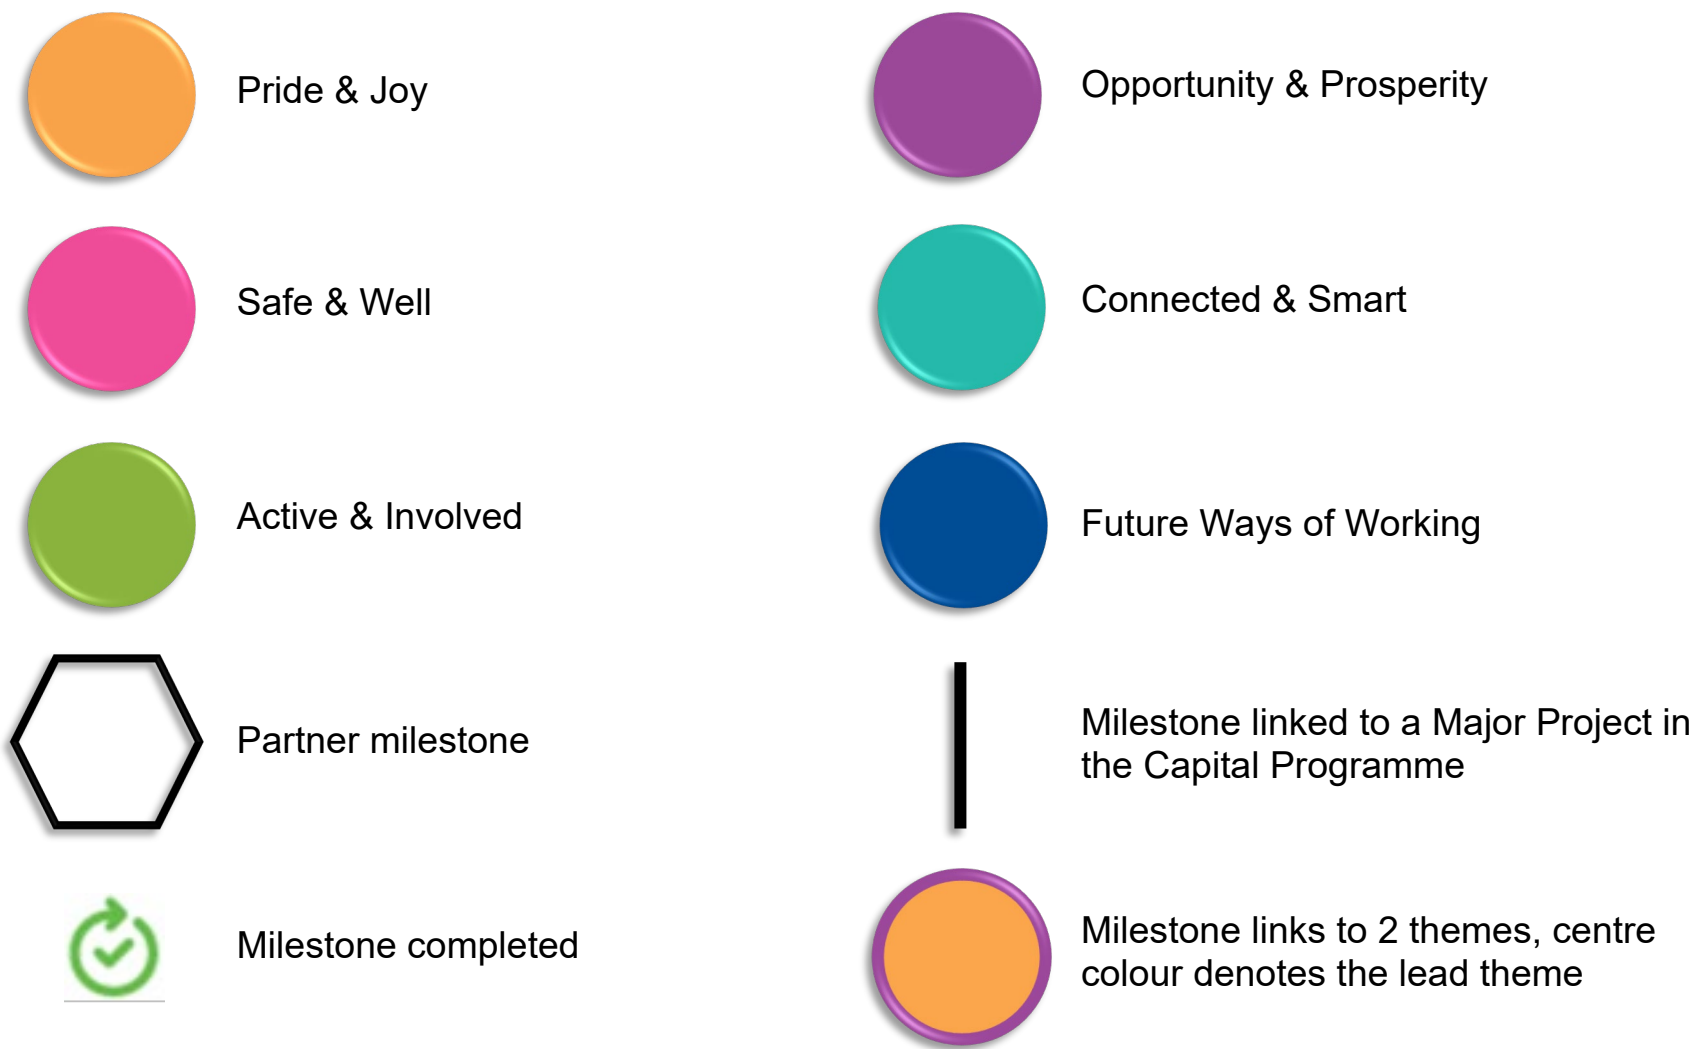 Pride & Joy
Opportunity & Prosperity
Safe & Well
Connected & Smart
Active & Involved
Future Ways of Working
Partner milestone
Milestone linked to a Major Project in
the Capital Programme
Milestone completed
Milestone links to 2 themes, centre
colour denotes the lead theme